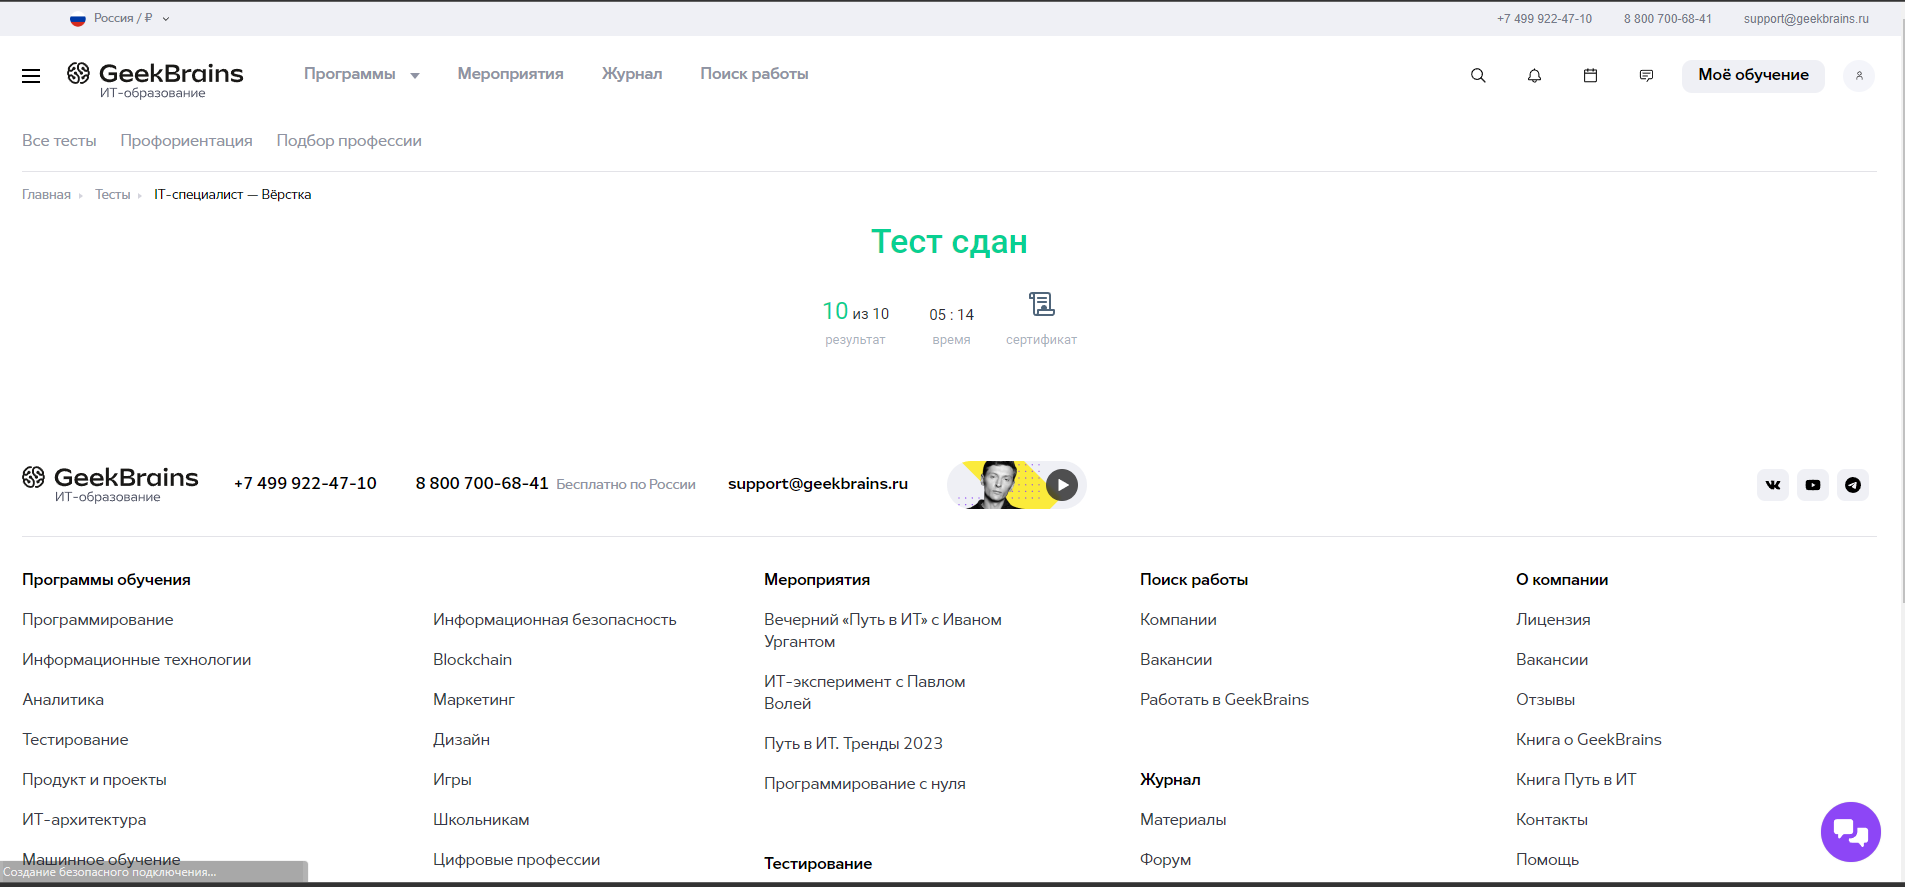 Россия / ₽
+7 499 922-47-10
8 800 700-68-41
support@geekbrains.ru
GeekBrains
ИТ-образование
Программы
Мероприятия
Журнал
Поиск работы
Моё обучение
Все тесты
Профориентация
Подбор профессии
Главная
Тесты
IT-специалист — Вёрстка
Тест сдан
10 из 10
результат
05 : 14
время
сертификат
GeekBrains
ИТ-образование
+7 499 922-47-10
8 800 700-68-41 Бесплатно по России
support@geekbrains.ru
Программы обучения
Программирование
Информационные технологии
Аналитика
Тестирование
Продукт и проекты
ИТ-архитектура
Машинное обучение
Информационная безопасность
Blockchain
Маркетинг
Дизайн
Игры
Школьникам
Цифровые профессии
Мероприятия
Вечерний «Путь в ИТ» с Иваном
Ургантом
ИТ-эксперимент с Павлом
Волей
Путь в ИТ. Тренды 2023
Программирование с нуля
Тестирование
Поиск работы
Компании
Вакансии
Работать в GeekBrains
Журнал
Материалы
Форум
О компании
Лицензия
Вакансии
Отзывы
Книга о GeekBrains
Книга Путь в ИТ
Контакты
Помощь
Создание безопасного подключения...